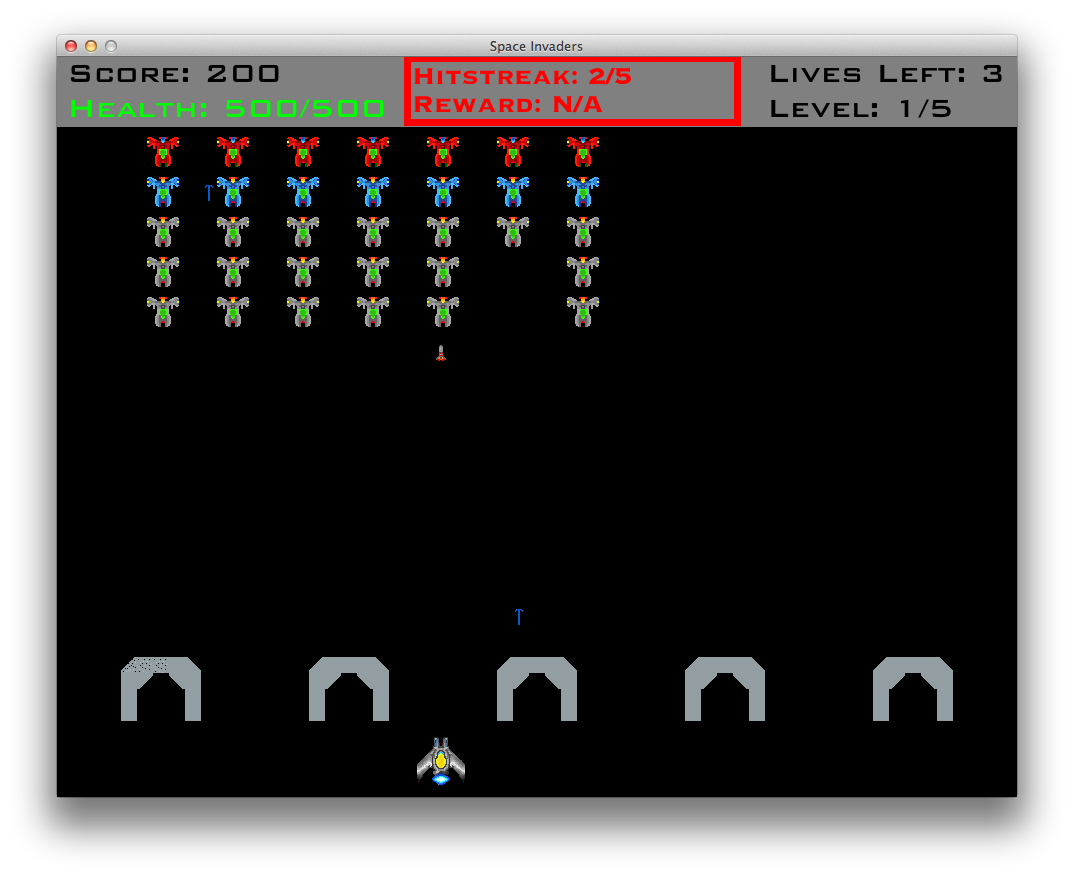 Space Invaders
Score: 200
Health: 500/500
Hitstreak: 2/5
Reward: N/A
Lives Left: 3
Level: 1/5